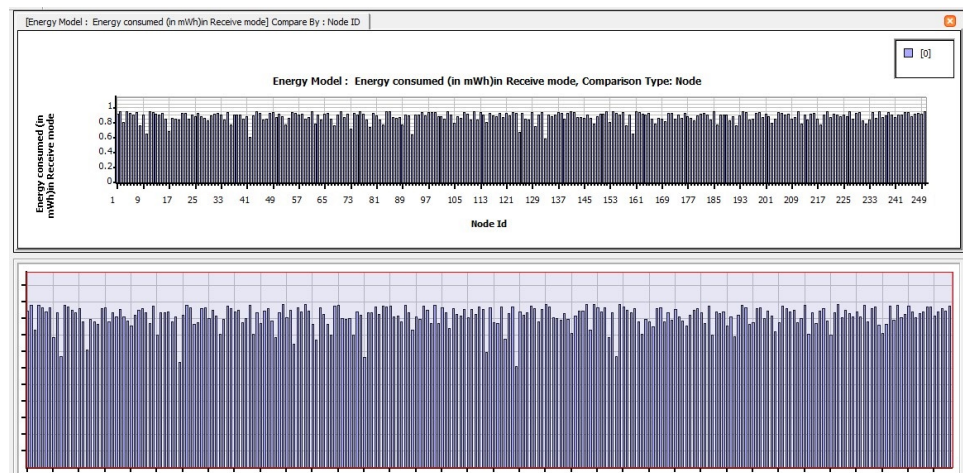 [Energy Model : Energy consumed (in mWh)in Receive mode] Compare By : Node ID
[0]
Energy Model : Energy consumed (in mWh)in Receive mode, Comparison Type: Node
Energy consumed (in
mWh)in Receive mode
1
0.8
0.6
0.4
0.2
0
1 9 17 25 33 41 49 57 65 73 81 89 97 105 113 121 129 137 145 153 161 169 177 185 193 201 209 217 225 233 241 249
Node Id